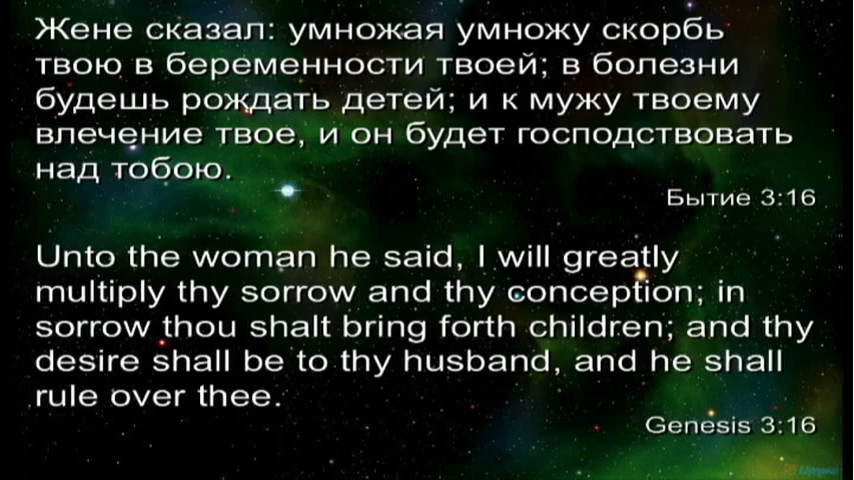 Жене сказал: умножая умножу скорбь
твою в беременности твоей; в болезни
будешь рождать детей; и к мужу твоему
влечение твое, и он будет господствовать
над тобою.
Бытие 3:16
Unto the woman he said, I will greatly
multiply thy sorrow and thy conception; in
sorrow thou shalt bring forth children; and thy
desire shall be to thy husband, and he shall
rule over thee.
Genesis 3:16